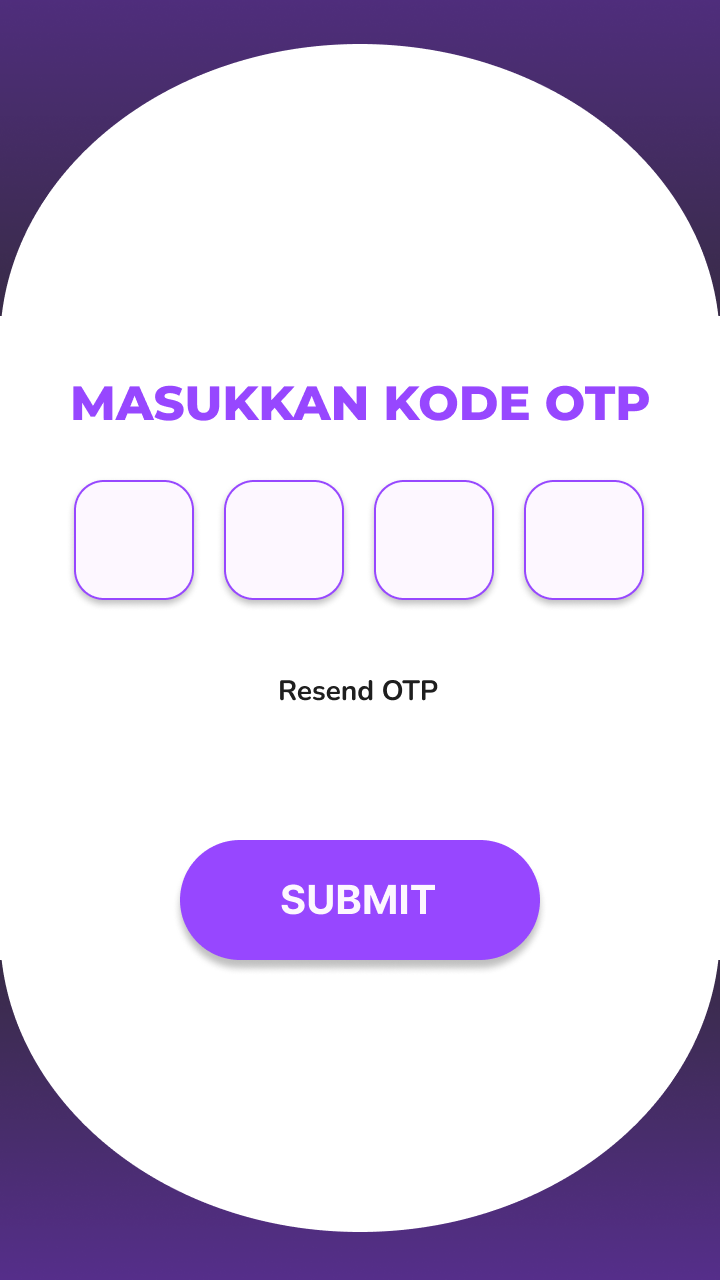 MASUKKAN KODE OTP
Resend OTP
SUBMIT